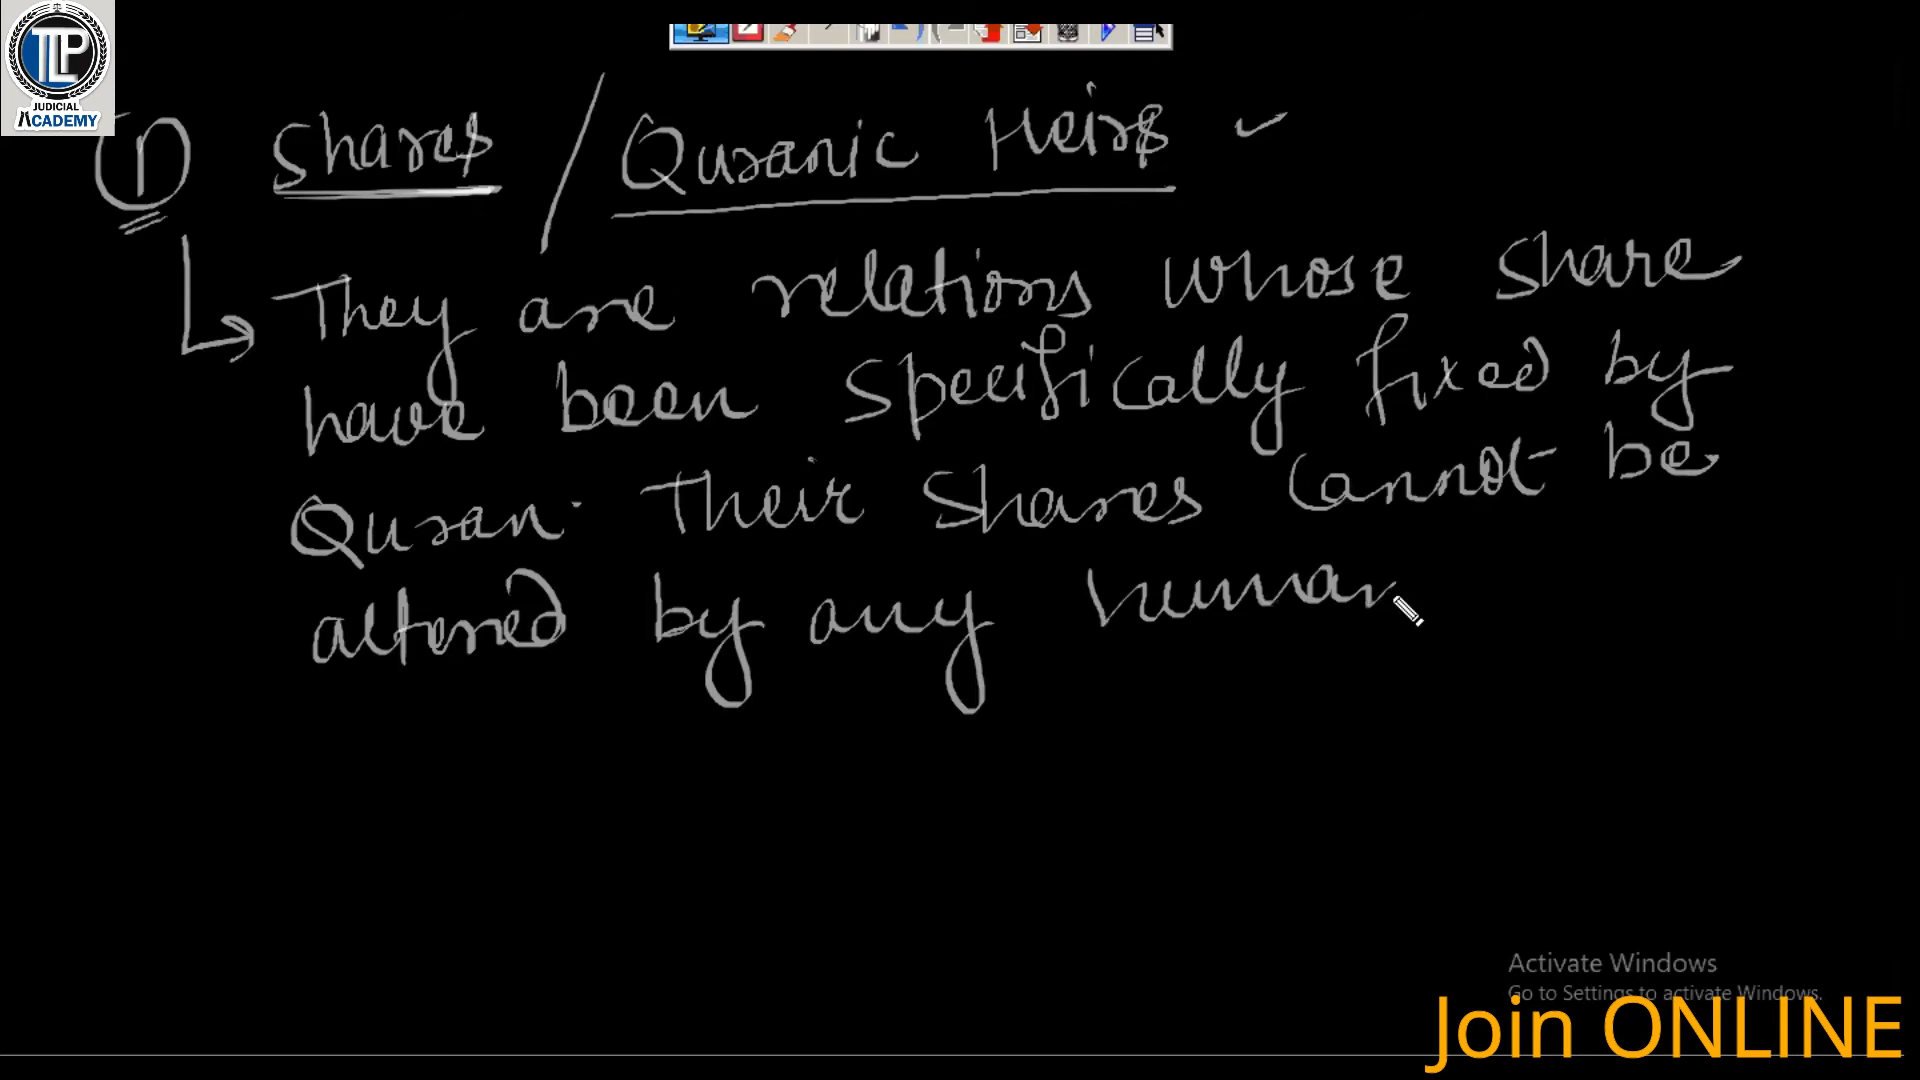 TLP
JUDICIAL
ACADEMY
① Shares / Quranic Heirs
They are relations whose share
have been specifically fixed by
Quran. Their shares cannot be
altered by any human
Activate Windows
Go to Settings to activate Windows.
Join ONLINE